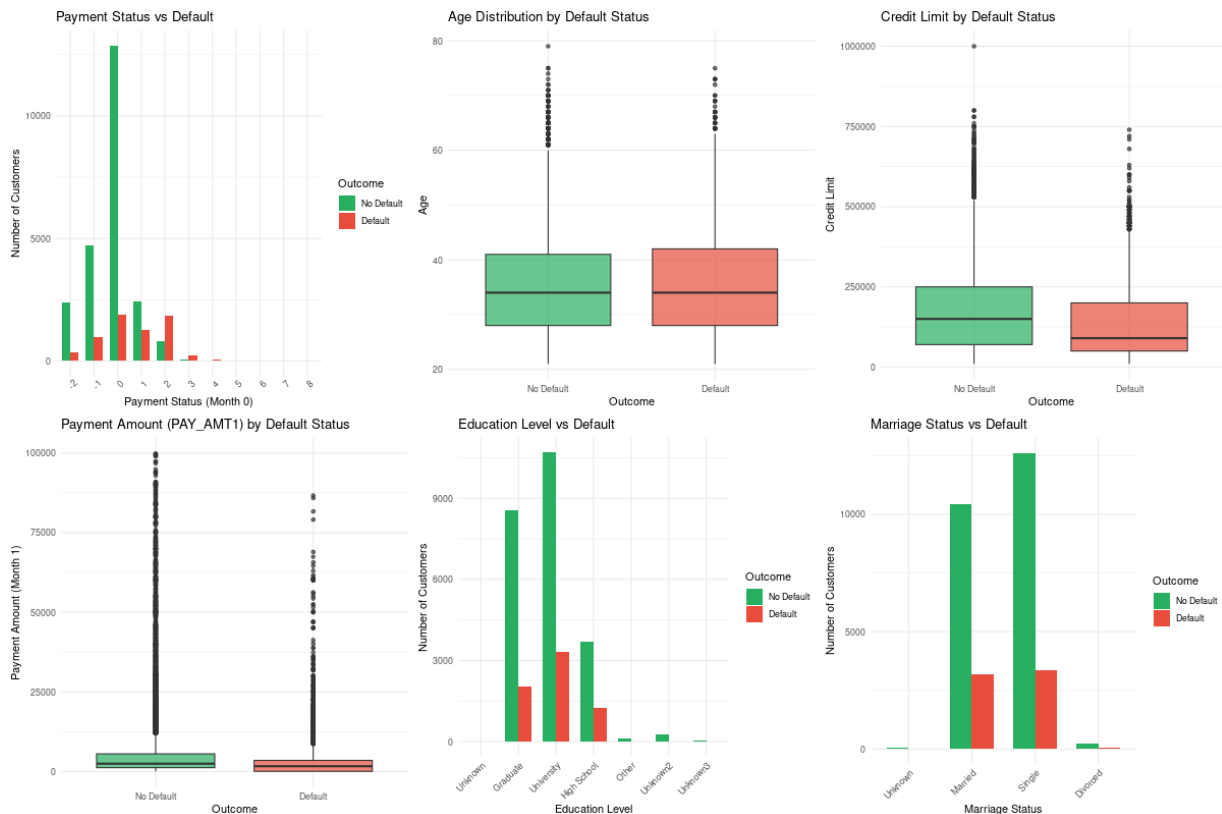 Payment Status vs Default
Number of Customers
10000
5000
0
-2
-1
0
1
2
3
4
5
6
7
8
Payment Status (Month 0)
Outcome
No Default
Default
Age Distribution by Default Status
Age
80
60
40
20
No Default
Default
Outcome
Credit Limit by Default Status
Credit Limit
1000000
750000
500000
250000
0
No Default
Default
Outcome
Payment Amount (PAY_AMT1) by Default Status
Payment Amount (Month 1)
100000
75000
50000
25000
0
No Default
Default
Outcome
Education Level vs Default
Number of Customers
9000
6000
3000
0
Unknown
Graduate
University
High School
Other
Unknown2
Unknown3
Education Level
Outcome
No Default
Default
Marriage Status vs Default
Number of Customers
10000
5000
0
Unknown
Married
Single
Divorced
Marriage Status
Outcome
No Default
Default